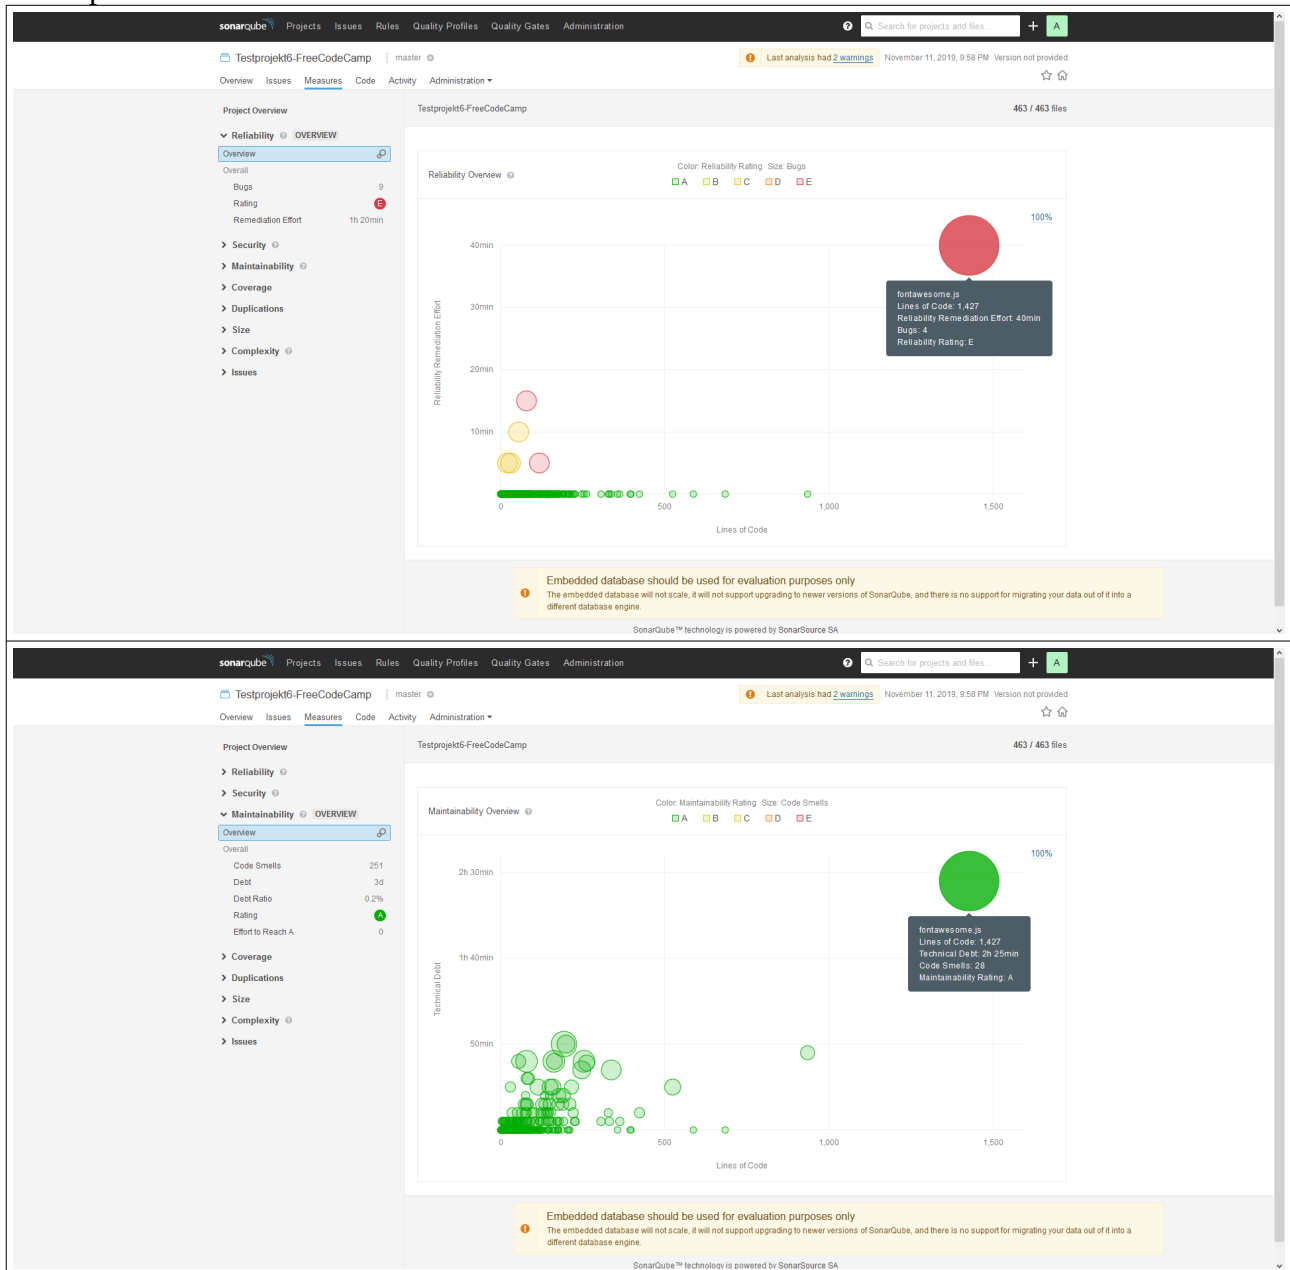 sonarqube Projects Issues Rules Quality Profiles Quality Gates Administration ? Search for projects and files... + A
Testprojekt6-FreeCodeCamp master Last analysis had 2 warnings November 11, 2019, 9:58 PM Version not provided
Overview Issues Measures Code Activity Administration
Project Overview
Testprojekt6-FreeCodeCamp 463 / 463 files
Reliability ? OVERVIEW
Overview
Overall
Bugs 9
Rating E
Remediation Effort 1h 20min
Security ?
Maintainability ?
Coverage
Duplications
Size
Complexity ?
Issues
Reliability Overview ?
Color: Reliability Rating Size: Bugs
A B C D E
100%
Reliability Remediation Effort
40min
30min
20min
10min
fontawesome.js
Lines of Code: 1,427
Reliability Remediation Effort: 40min
Bugs: 4
Reliability Rating: E
0 500 1,000 1,500
Lines of Code
Embedded database should be used for evaluation purposes only
The embedded database will not scale, it will not support upgrading to newer versions of SonarQube, and there is no support for migrating your data out of it into a
different database engine.
SonarQube™ technology is powered by SonarSource SA
sonarqube Projects Issues Rules Quality Profiles Quality Gates Administration ? Search for projects and files... + A
Testprojekt6-FreeCodeCamp master Last analysis had 2 warnings November 11, 2019, 9:58 PM Version not provided
Overview Issues Measures Code Activity Administration
Project Overview
Testprojekt6-FreeCodeCamp 463 / 463 files
Reliability ?
Security ?
Maintainability ? OVERVIEW
Overview
Overall
Code Smells 251
Debt 3d
Debt Ratio 0.2%
Rating A
Effort to Reach A 0
Coverage
Duplications
Size
Complexity ?
Issues
Maintainability Overview ?
Color: Maintainability Rating Size: Code Smells
A B C D E
100%
Technical Debt
2h 30min
1h 40min
50min
fontawesome.js
Lines of Code: 1,427
Technical Debt: 2h 25min
Code Smells: 28
Maintainability Rating: A
0 500 1,000 1,500
Lines of Code
Embedded database should be used for evaluation purposes only
The embedded database will not scale, it will not support upgrading to newer versions of SonarQube, and there is no support for migrating your data out of it into a
different database engine.
SonarQube™ technology is powered by SonarSource SA